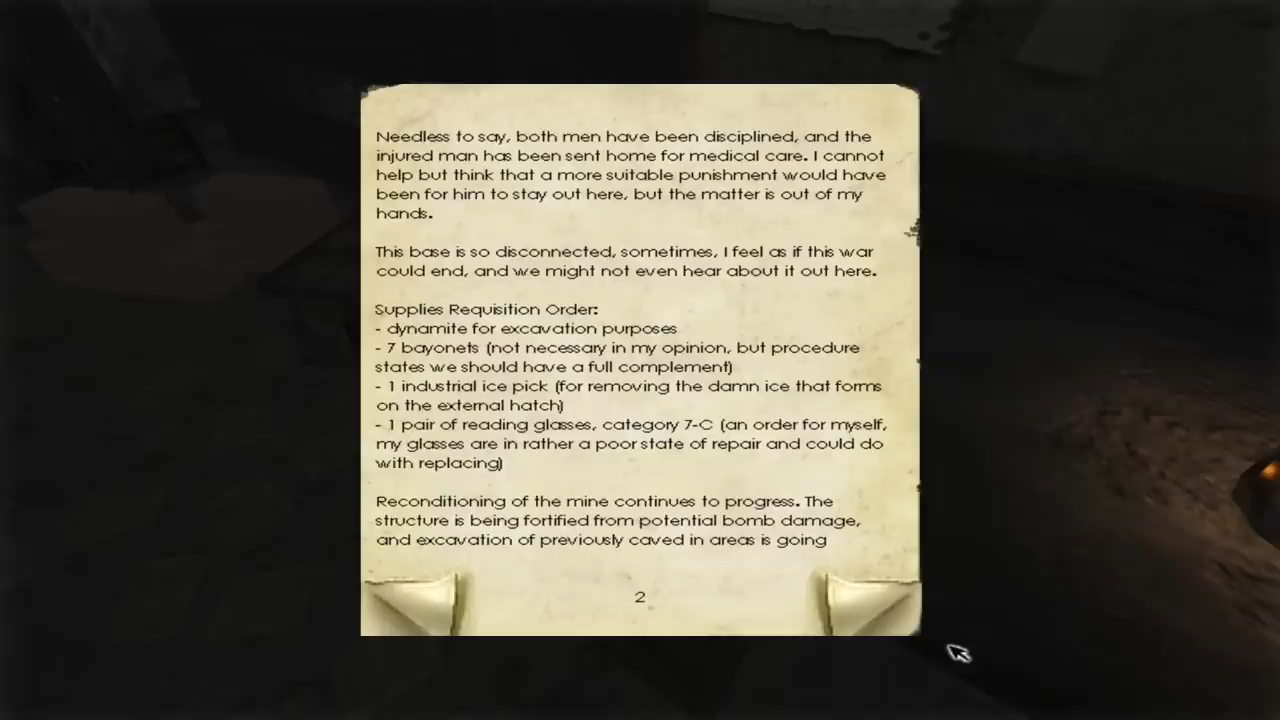 Needless to say, both men have been disciplined, and the
injured man has been sent home for medical care. I cannot
help but think that a more suitable punishment would have
been for him to stay out here, but the matter is out of my
hands.
This base is so disconnected, sometimes, I feel as if this war
could end, and we might not even hear about it out here.
Supplies Requisition Order:
- dynamite for excavation purposes
- 7 bayonets (not necessary in my opinion, but procedure
states we should have a full complement)
- 1 industrial ice pick (for removing the damn ice that forms
on the external hatch)
- 1 pair of reading glasses, category 7-C (an order for myself,
my glasses are in rather a poor state of repair and could do
with replacing)
Reconditioning of the mine continues to progress. The
structure is being fortified from potential bomb damage,
and excavation of previously caved in areas is going
2